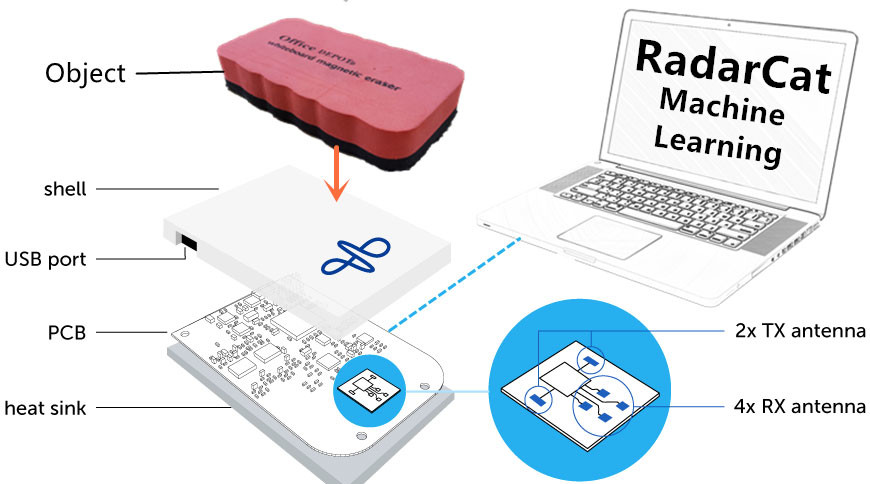 Object
Office DEPOT®
whiteboard magnetic eraser
RadarCat
Machine
Learning
shell
USB port
PCB
heat sink
2x TX antenna
4x RX antenna